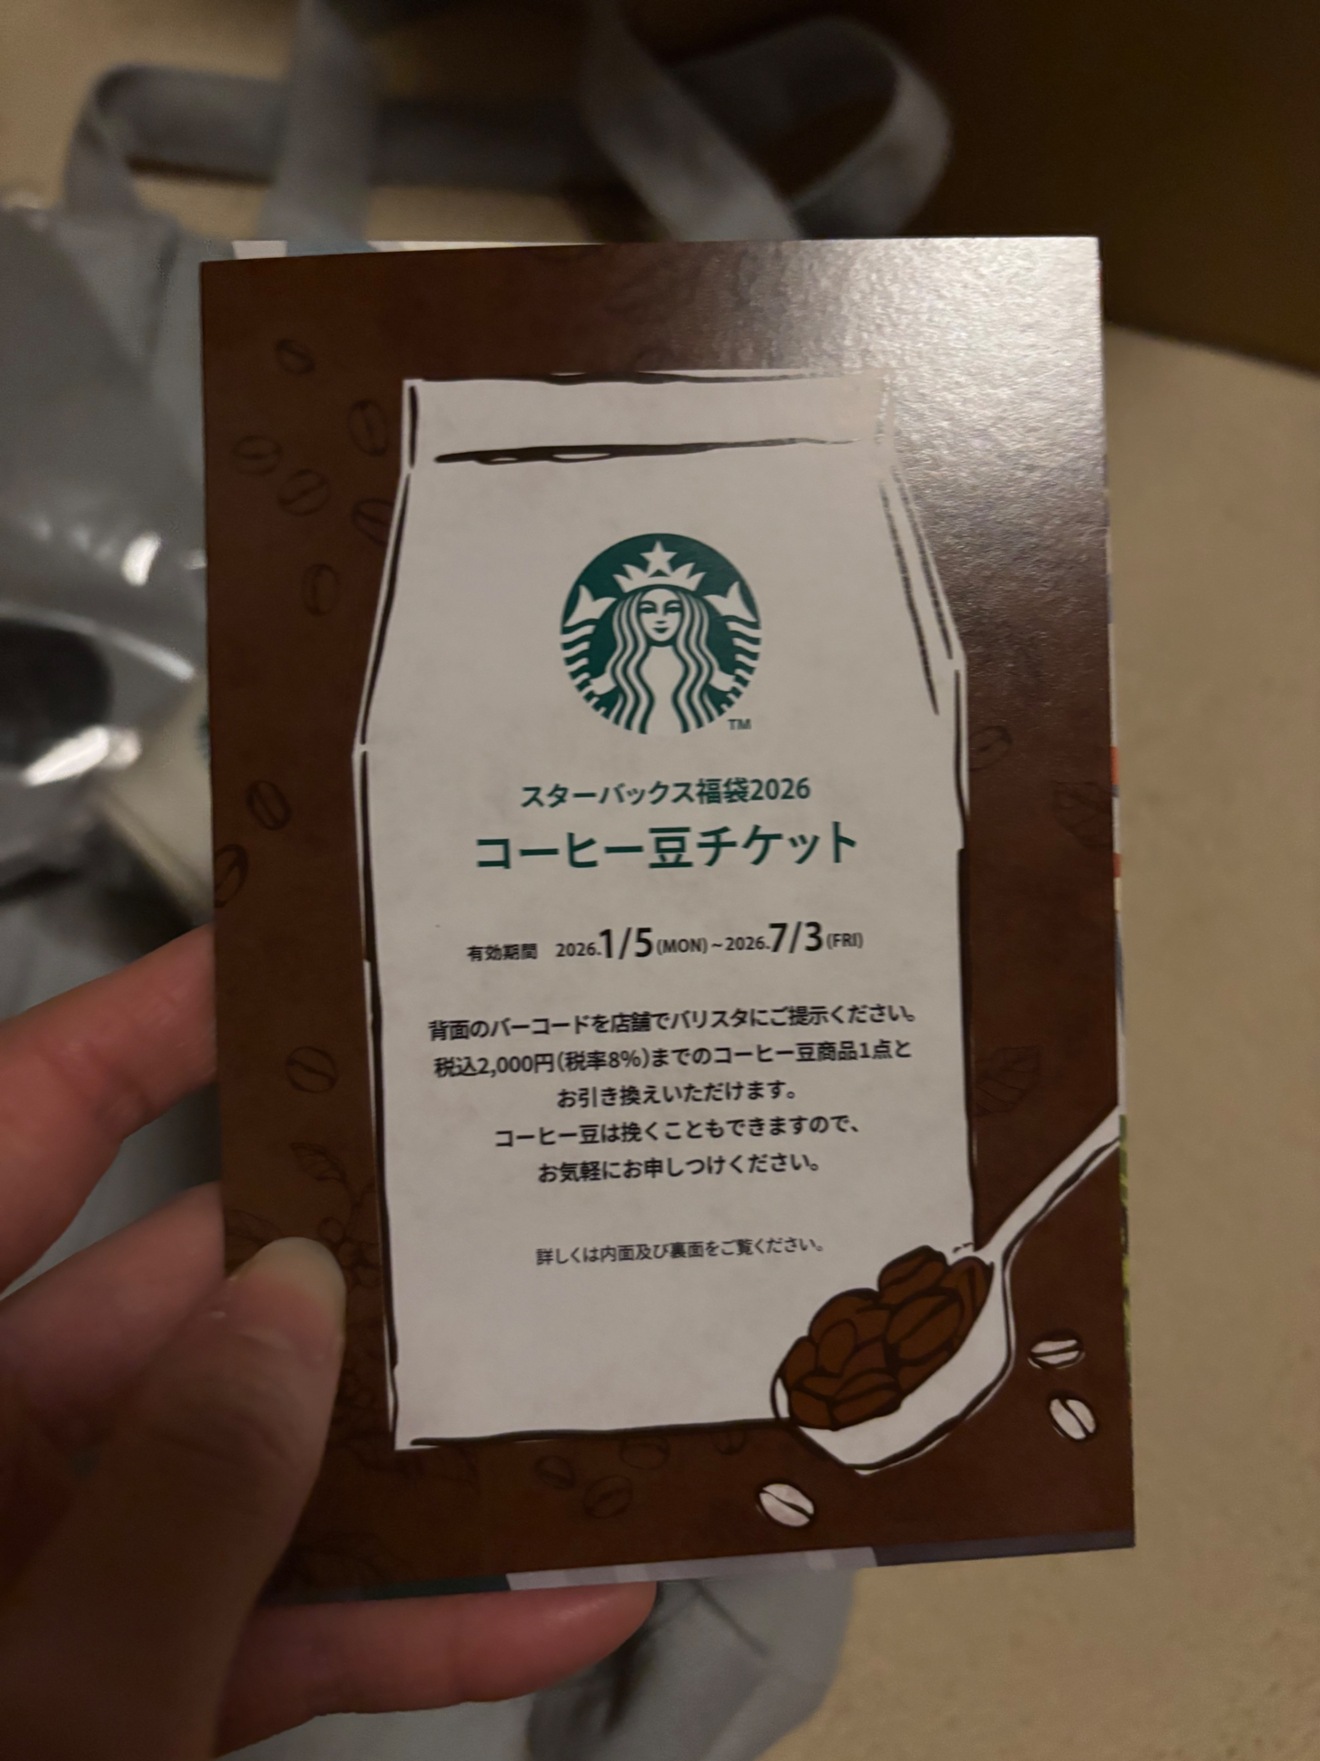 TM
スターバックス福袋2026
コーヒー豆チケット
有効期間 2026.1/5(MON)~2026.7/3(FRI)
背面のバーコードを店舗でバリスタにご提示ください。
税込2,000円(税率8%)までのコーヒー豆商品1点と
お引き換えいただけます。
コーヒー豆は挽くこともできますので、
お気軽にお申しつけください。
詳しくは内面及び裏面をご覧ください。